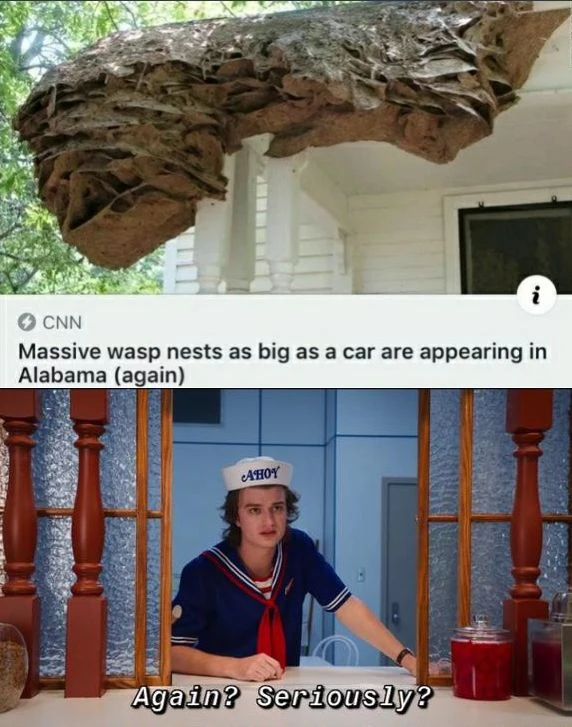 i
CNN
Massive wasp nests as big as a car are appearing in
Alabama (again)
AHOY
Again? Seriously?